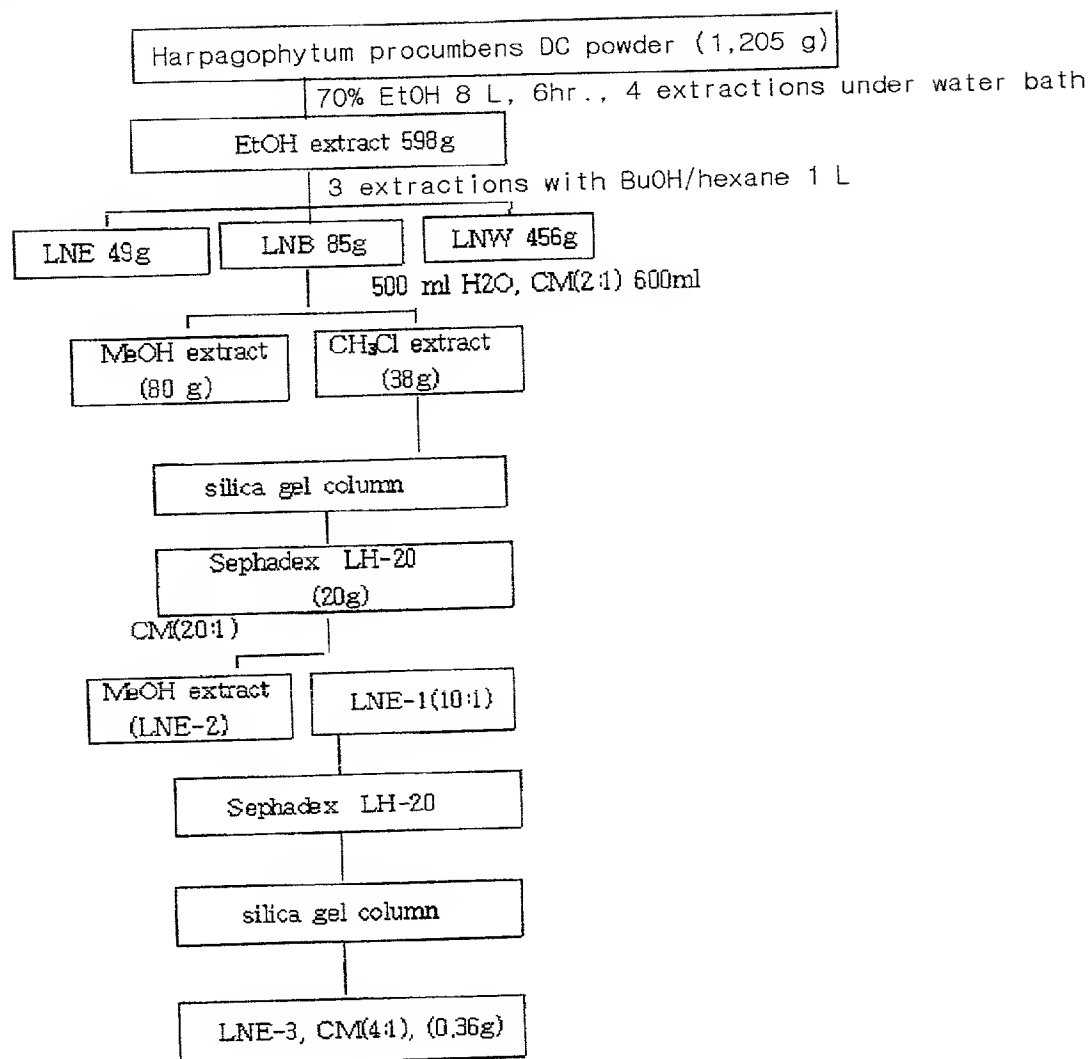 Harpagophytum procumbens DC powder (1,205 g)
70% EtOH 8 L, 6hr., 4 extractions under water bath
EtOH extract 598g
3 extractions with BuOH/hexane 1 L
LNE 49g
LNB 85g
LNW 456g
500 ml H2O, CM(2:1) 600ml
MeOH extract
(80 g)
CH3Cl extract
(38g)
silica gel column
Sephadex LH-20
(20g)
CM(20:1)
MeOH extract
(LNE-2)
LNE-1(10:1)
Sephadex LH-20
silica gel column
LNE-3, CM(4:1), (0.36g)